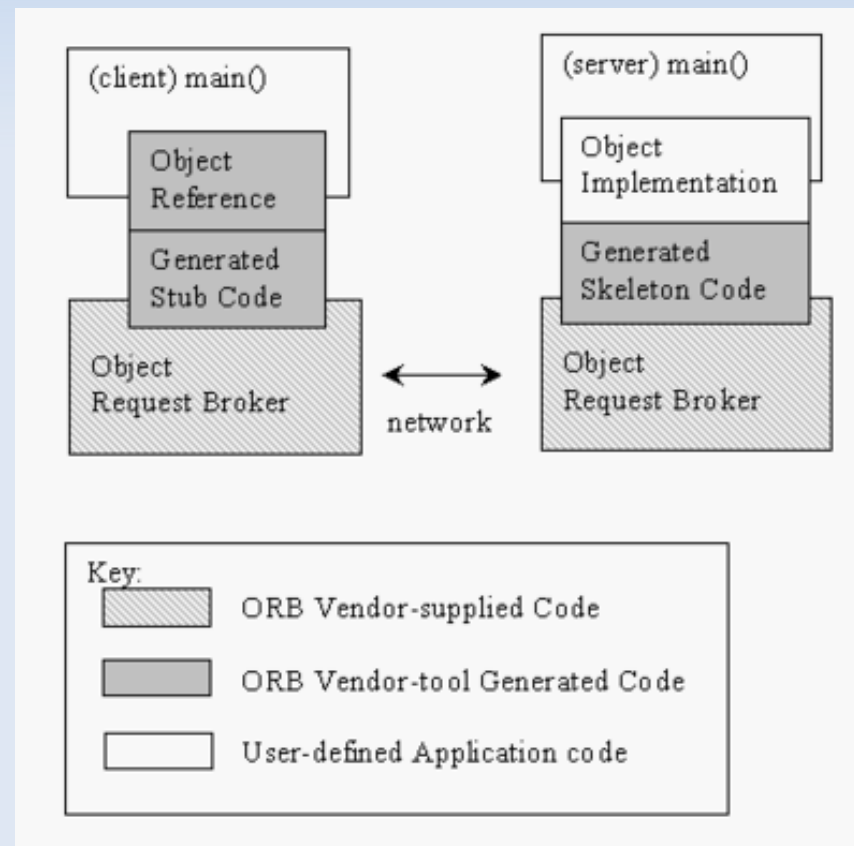 (client) main()
Object
Reference
Generated
Stub Code
Object
Request Broker
network
(server) main()
Object
Implementation
Generated
Skeleton Code
Object
Request Broker
Key:
ORB Vendor-supplied Code
ORB Vendor-tool Generated Code
User-defined Application code